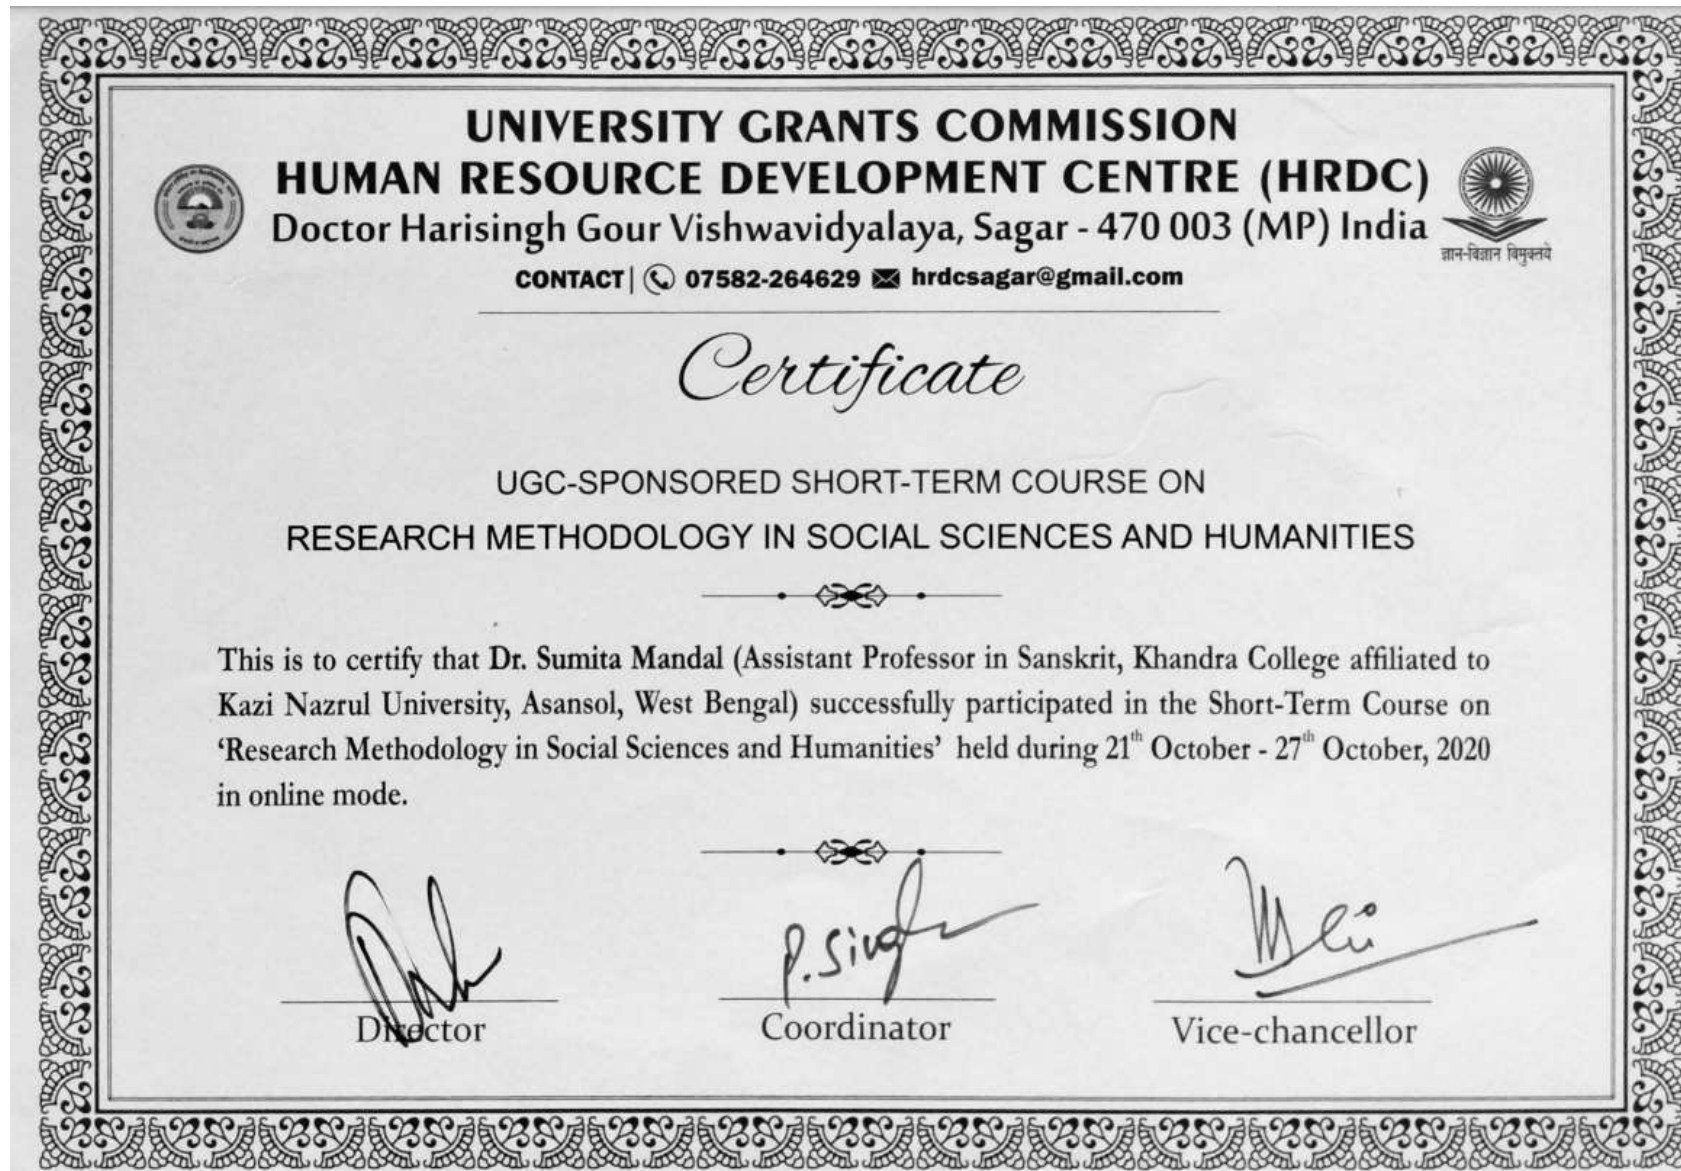 UNIVERSITY GRANTS COMMISSION
HUMAN RESOURCE DEVELOPMENT CENTRE (HRDC)
Doctor Harisingh Gour Vishwavidyalaya, Sagar - 470 003 (MP) India
ज्ञान-विज्ञान विमुक्तये
CONTACT | 07582-264629 hrdcsagar@gmail.com
Certificate
UGC-SPONSORED SHORT-TERM COURSE ON
RESEARCH METHODOLOGY IN SOCIAL SCIENCES AND HUMANITIES
This is to certify that Dr. Sumita Mandal (Assistant Professor in Sanskrit, Khandra College affiliated to
Kazi Nazrul University, Asansol, West Bengal) successfully participated in the Short-Term Course on
‘Research Methodology in Social Sciences and Humanities’ held during 21th October - 27th October, 2020
in online mode.
P. Singh
Director
Coordinator
Vice-chancellor